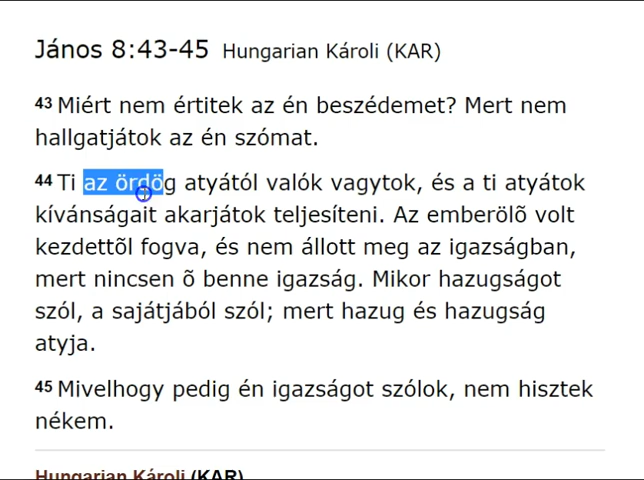 János 8:43-45 Hungarian Károli (KAR)
43 Miért nem értitek az én beszédemet? Mert nem
hallgatjátok az én szómat.
44 Ti az ördög atyától valók vagytok, és a ti atyátok
kívánságait akarjátok teljesíteni. Az emberölõ volt
kezdettõl fogva, és nem állott meg az igazságban,
mert nincsen õ benne igazság. Mikor hazugságot
szól, a sajátjából szól; mert hazug és hazugság
atyja.
45 Mivelhogy pedig én igazságot szólok, nem hisztek
nékem.
Hungarian Károli (KAR)